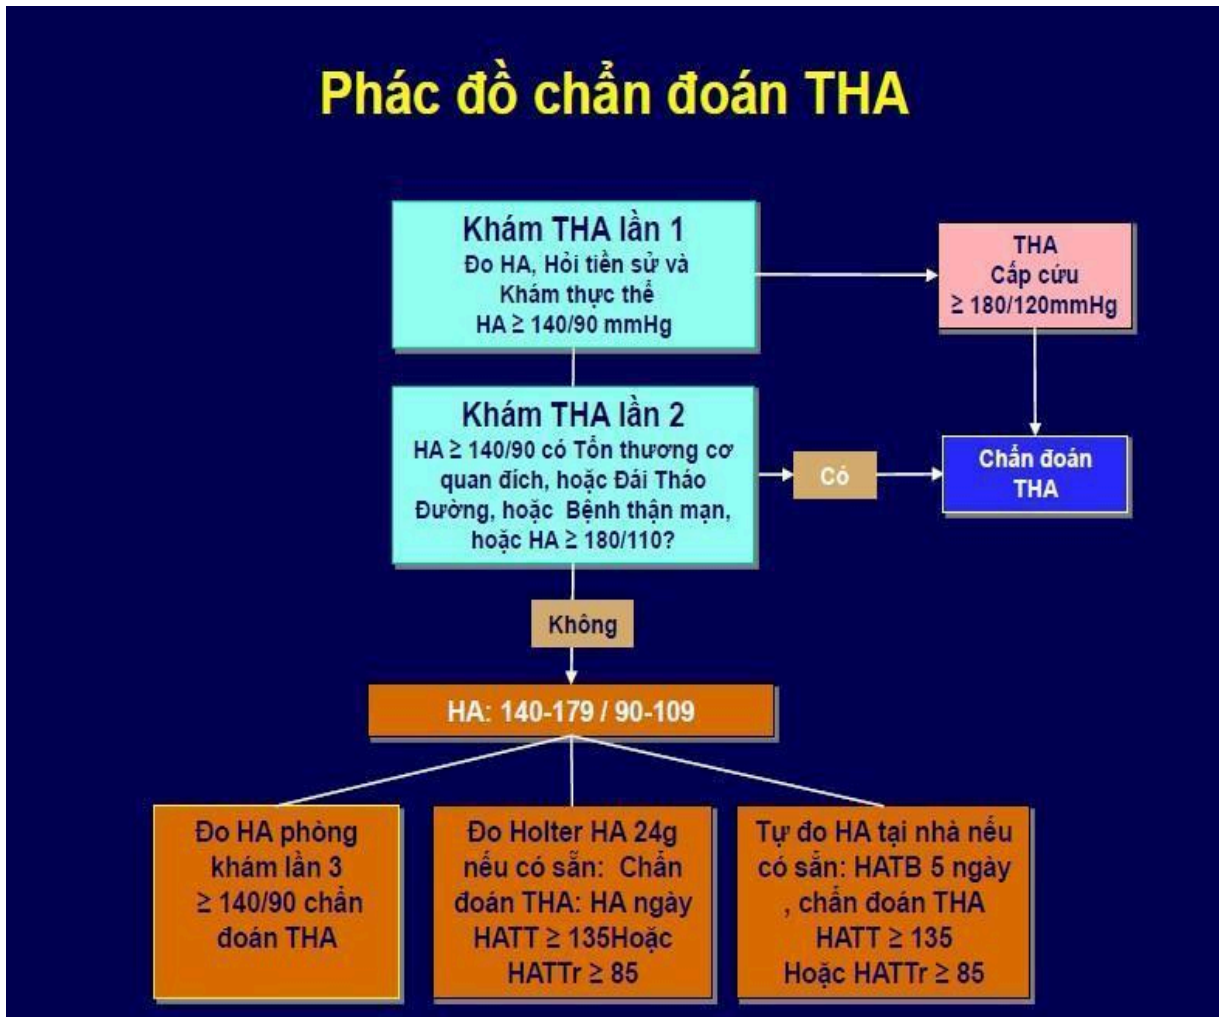 Phác đồ chẩn đoán THA
Khám THA lần 1
Đo HA, Hỏi tiền sử và
Khám thực thể
HA ≥ 140/90 mmHg
THA
Cấp cứu
≥ 180/120mmHg
Khám THA lần 2
HA ≥ 140/90 có Tổn thương cơ
quan đích, hoặc Đái Tháo
Đường, hoặc Bệnh thận mạn,
hoặc HA ≥ 180/110?
Có
Chẩn đoán
THA
Không
HA: 140-179 / 90-109
Đo HA phòng
khám lần 3
≥ 140/90 chẩn
đoán THA
Đo Holter HA 24g
nếu có sẵn: Chẩn
đoán THA: HA ngày
HATT ≥ 135Hoặc
HATTr ≥ 85
Tự đo HA tại nhà nếu
có sẵn: HATB 5 ngày
, chẩn đoán THA
HATT ≥ 135
Hoặc HATTr ≥ 85